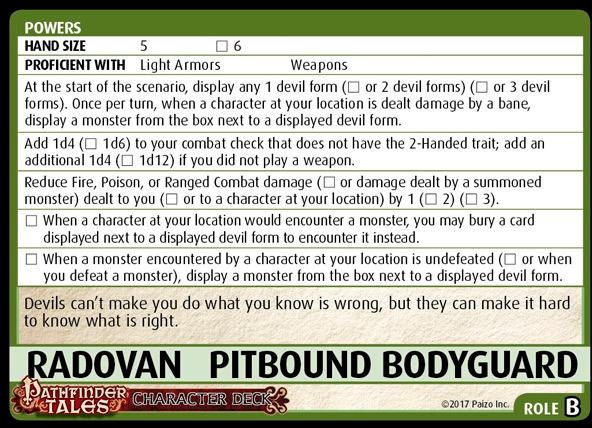 POWERS
HAND SIZE 5 □ 6
PROFICIENT WITH Light Armors Weapons
At the start of the scenario, display any 1 devil form (□ or 2 devil forms) (□ or 3 devil
forms). Once per turn, when a character at your location is dealt damage by a bane,
display a monster from the box next to a displayed devil form.
Add 1d4 (□ 1d6) to your combat check that does not have the 2-Handed trait; add an
additional 1d4 (□ 1d12) if you did not play a weapon.
Reduce Fire, Poison, or Ranged Combat damage (□ or damage dealt by a summoned
monster) dealt to you (□ or to a character at your location) by 1 (□ 2) (□ 3).
□ When a character at your location would encounter a monster, you may bury a card
displayed next to a displayed devil form to encounter it instead.
□ When a monster encountered by a character at your location is undefeated (□ or when
you defeat a monster), display a monster from the box next to a displayed devil form.
Devils can't make you do what you know is wrong, but they can make it hard
to know what is right.
RADOVAN PITBOUND BODYGUARD
PATHFINDER
TALES CHARACTER DECK
©2017 Paizo Inc. ROLE B